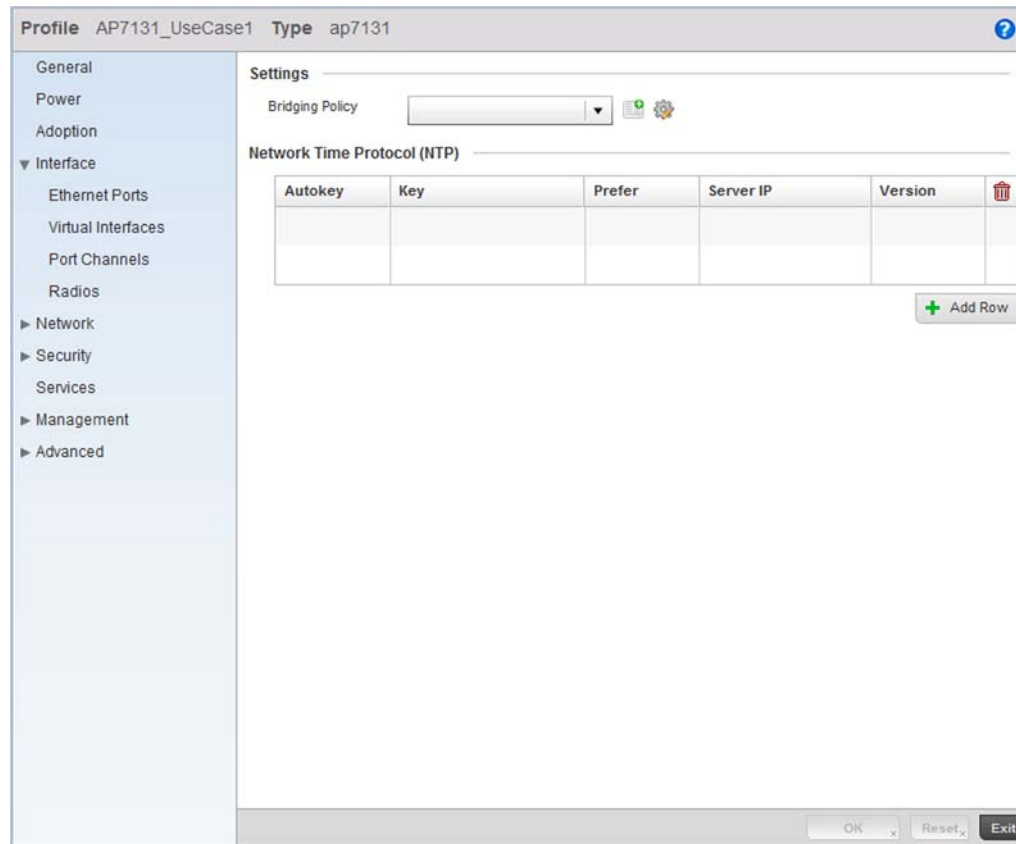 Profile AP7131_UseCase1 Type ap7131
General
Power
Adoption
Interface
Ethernet Ports
Virtual Interfaces
Port Channels
Radios
Network
Security
Services
Management
Advanced
Settings
Bridging Policy
Network Time Protocol (NTP)
Autokey Key Prefer Server IP Version
Add Row
OK Reset Exit